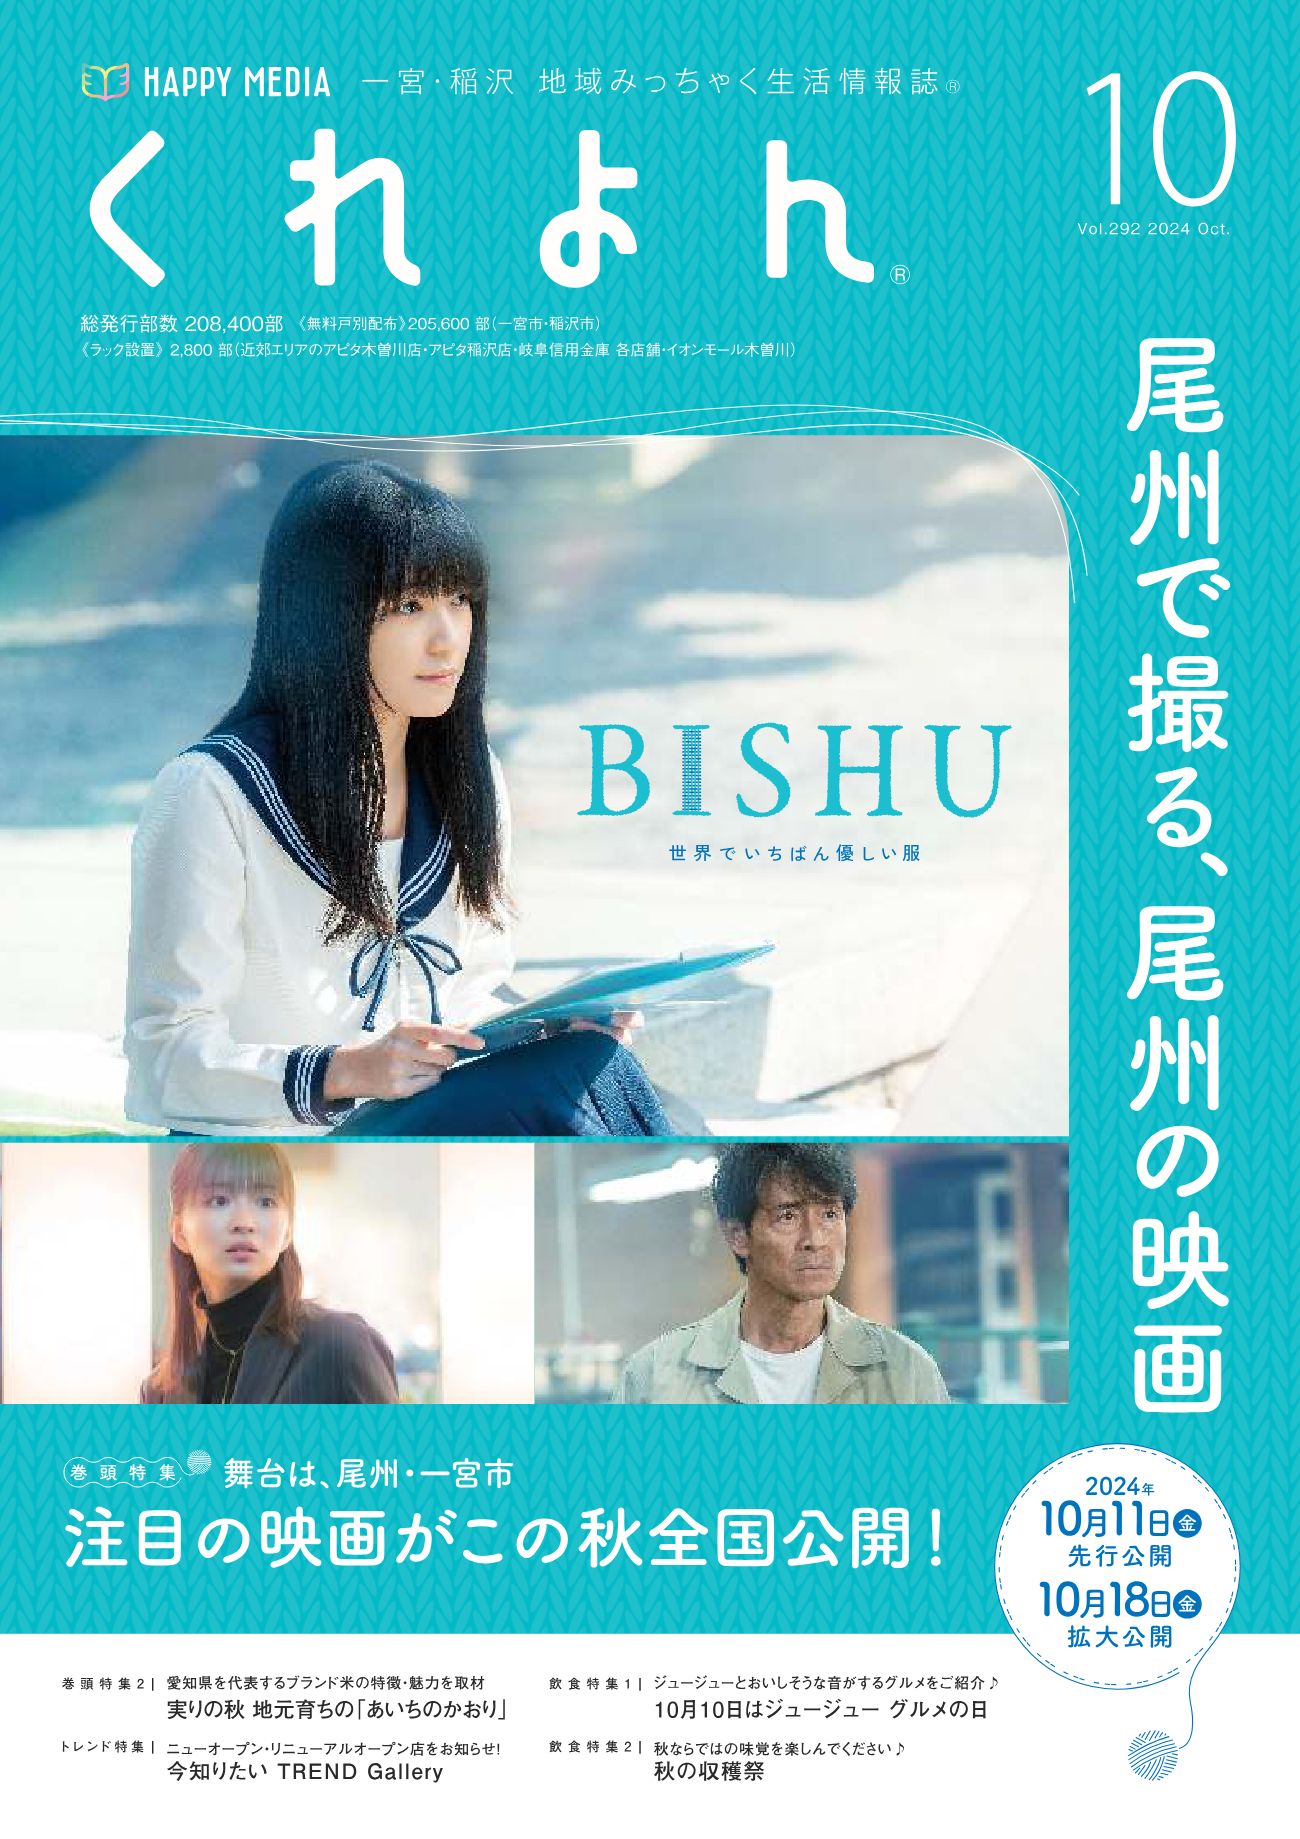 HAPPY MEDIA 一宮・稲沢 地域みっちゃく生活情報誌®
くれよん®
10
Vol.292 2024 Oct.
総発行部数 208,400部 《無料戸別配布》205,600 部(一宮市・稲沢市)
《ラック設置》 2,800 部(近郊エリアのアピタ木曽川店・アピタ稲沢店・岐阜信用金庫 各店舗・イオンモール木曽川)
尾州で撮る、尾州の映画
BISHU
世界でいちばん優しい服
巻頭特集 舞台は、尾州・一宮市
注目の映画がこの秋全国公開!
2024年
10月11日金
先行公開
10月18日金
拡大公開
巻頭特集2| 愛知県を代表するブランド米の特徴・魅力を取材
実りの秋 地元育ちの「あいちのかおり」
トレンド特集| ニューオープン・リニューアルオープン店をお知らせ!
今知りたい TREND Gallery
飲食特集1| ジュージューとおいしそうな音がするグルメをご紹介♪
10月10日はジュージュー グルメの日
飲食特集2| 秋ならではの味覚を楽しんでください♪
秋の収穫祭